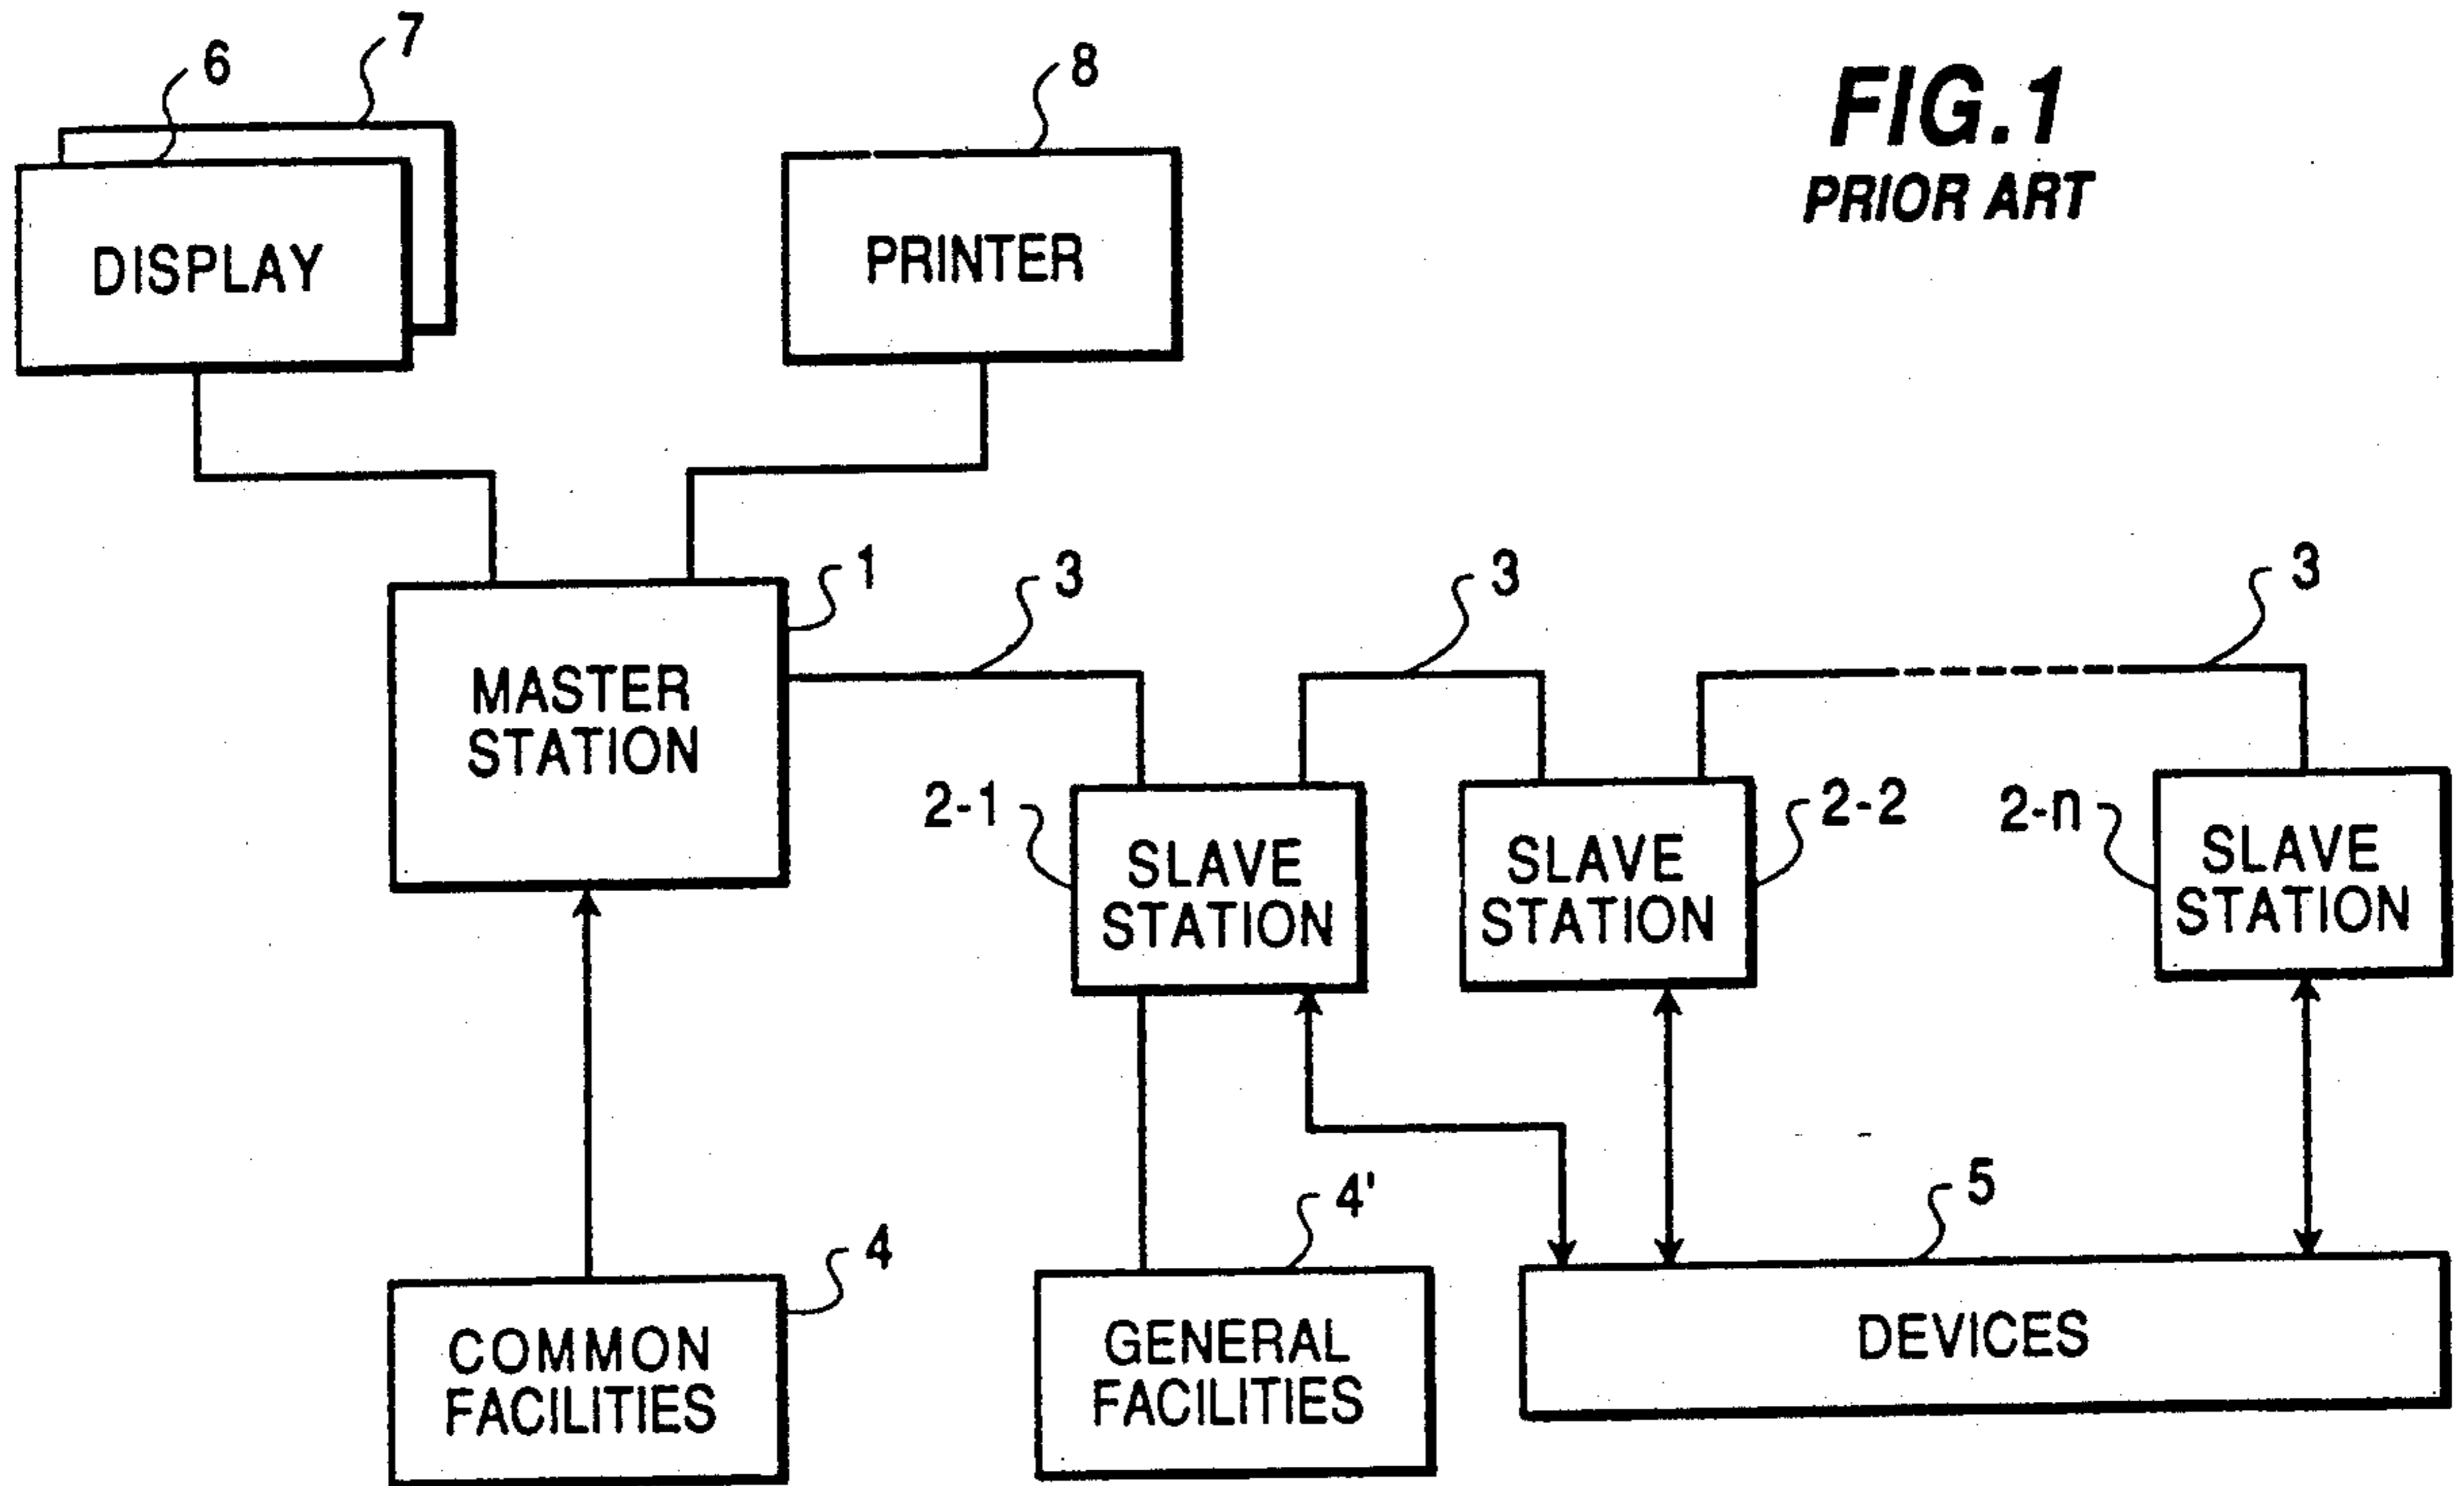 7
6
8
FIG.1
PRIOR ART
DISPLAY
PRINTER
1
3
3
3
MASTER
STATION
2-1
2-2
2-n
SLAVE
STATION
SLAVE
STATION
SLAVE
STATION
4'
5
4
COMMON
FACILITIES
GENERAL
FACILITIES
DEVICES